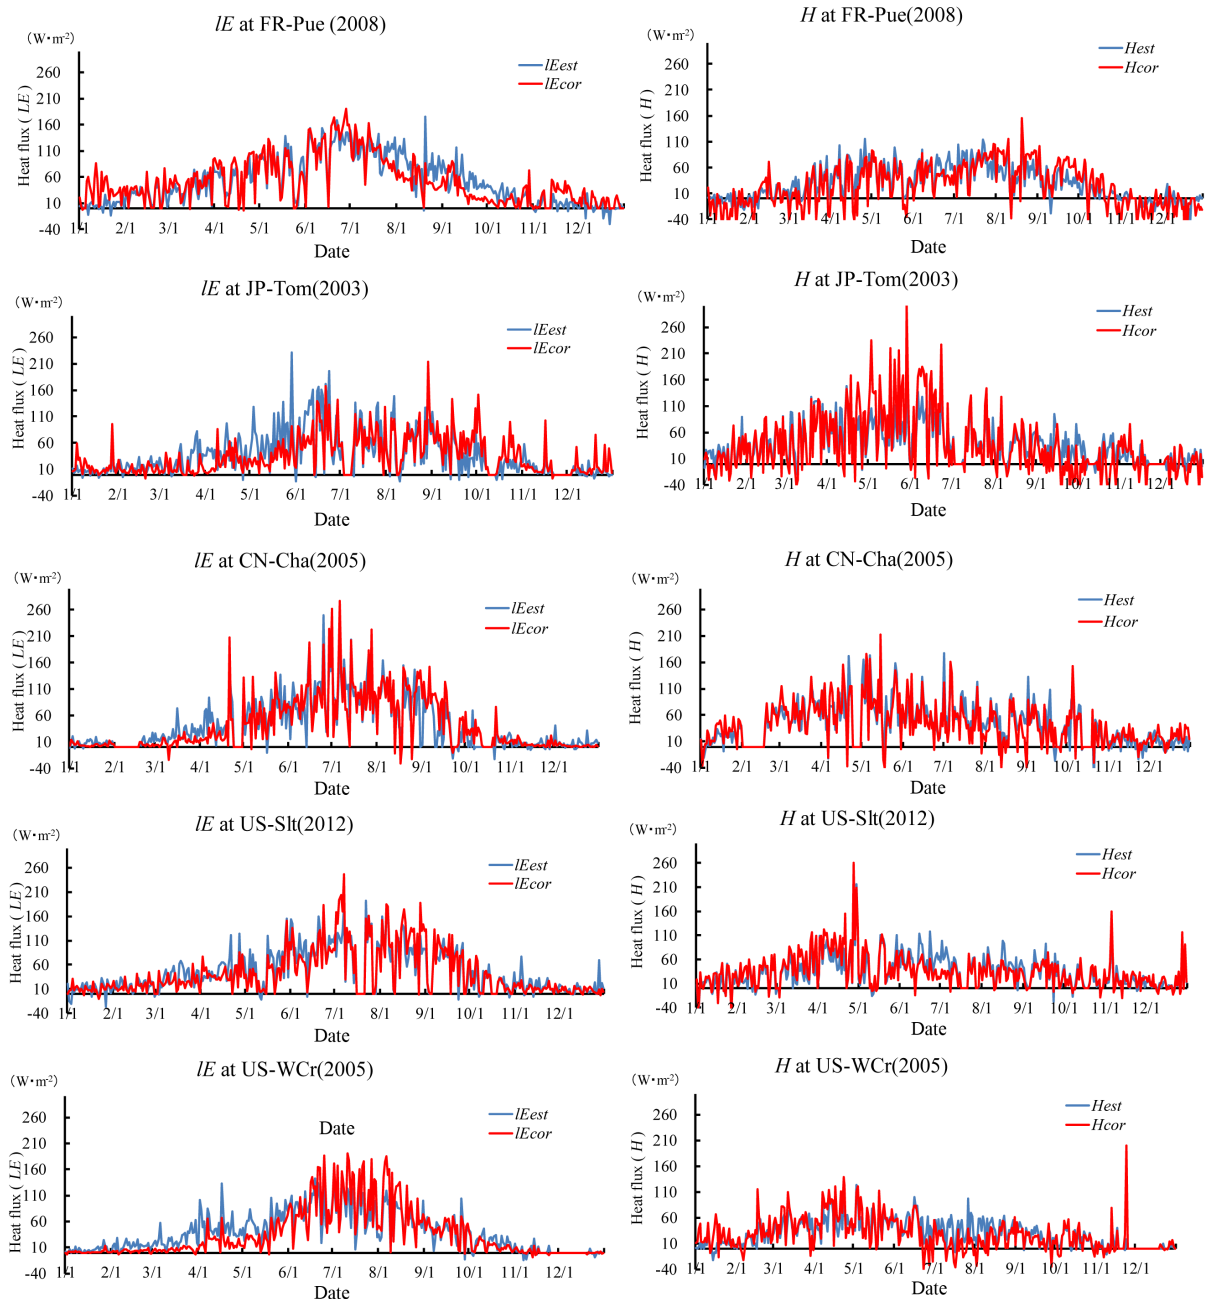 lE at FR-Pue (2008)
(W·m-2)
Heat flux ( LE )
260
210
160
110
60
10
-40
lEest
lEcor
1/1 2/1 3/1 4/1 5/1 6/1 7/1 8/1 9/1 10/1 11/1 12/1
Date
H at FR-Pue(2008)
(W·m-2)
Heat flux ( H )
260
210
160
110
60
10
-40
Hest
Hcor
1/1 2/1 3/1 4/1 5/1 6/1 7/1 8/1 9/1 10/1 11/1 12/1
Date
lE at JP-Tom(2003)
(W·m-2)
Heat flux ( LE )
260
210
160
110
60
10
-40
lEest
lEcor
1/1 2/1 3/1 4/1 5/1 6/1 7/1 8/1 9/1 10/1 11/1 12/1
Date
H at JP-Tom(2003)
(W·m-2)
Heat flux ( H )
260
210
160
110
60
10
-40
Hest
Hcor
1/1 2/1 3/1 4/1 5/1 6/1 7/1 8/1 9/1 10/1 11/1 12/1
Date
lE at CN-Cha(2005)
(W·m-2)
Heat flux ( LE )
260
210
160
110
60
10
-40
lEest
lEcor
1/1 2/1 3/1 4/1 5/1 6/1 7/1 8/1 9/1 10/1 11/1 12/1
Date
H at CN-Cha(2005)
(W·m-2)
Heat flux ( H )
260
210
160
110
60
10
-40
Hest
Hcor
1/1 2/1 3/1 4/1 5/1 6/1 7/1 8/1 9/1 10/1 11/1 12/1
Date
lE at US-Slt(2012)
(W·m-2)
Heat flux ( LE )
260
210
160
110
60
10
-40
lEest
lEcor
1/1 2/1 3/1 4/1 5/1 6/1 7/1 8/1 9/1 10/1 11/1 12/1
Date
H at US-Slt(2012)
(W·m-2)
Heat flux ( H )
260
210
160
110
60
10
-40
Hest
Hcor
1/1 2/1 3/1 4/1 5/1 6/1 7/1 8/1 9/1 10/1 11/1 12/1
Date
lE at US-WCr(2005)
(W·m-2)
Heat flux ( LE )
260
210
160
110
60
10
-40
lEest
lEcor
Date
1/1 2/1 3/1 4/1 5/1 6/1 7/1 8/1 9/1 10/1 11/1 12/1
Date
H at US-WCr(2005)
(W·m-2)
Heat flux ( H )
260
210
160
110
60
10
-40
Hest
Hcor
1/1 2/1 3/1 4/1 5/1 6/1 7/1 8/1 9/1 10/1 11/1 12/1
Date